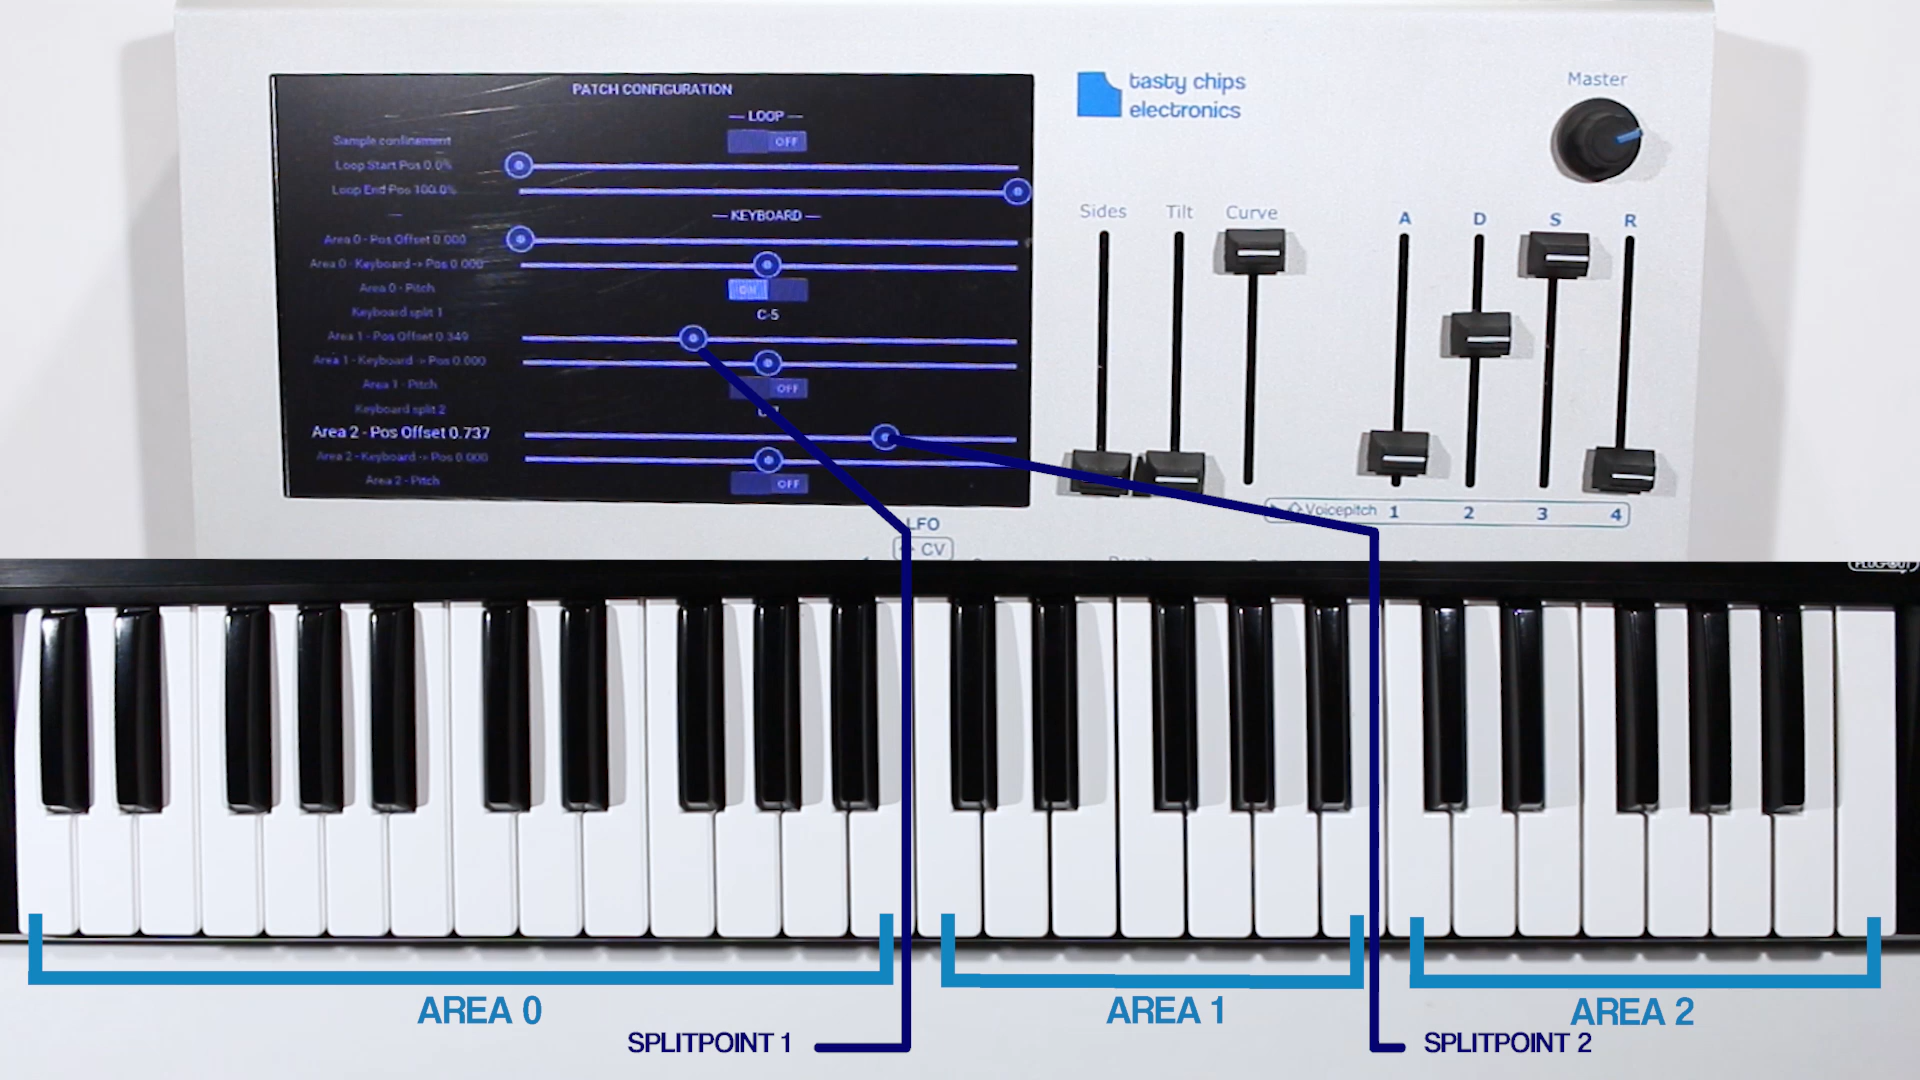 PATCH CONFIGURATION
— LOOP —
Sample confinement OFF
Loop Start Pos 0.0%
Loop End Pos 100.0%
— KEYBOARD —
Area 0 - Pos Offset 0.000
Area 0 - Keyboard -> Pos 0.000
Area 0 - Pitch ON
Keyboard split 1 C-5
Area 1 - Pos Offset 0.349
Area 1 - Keyboard -> Pos 0.000
Area 1 - Pitch OFF
Keyboard split 2
Area 2 - Pos Offset 0.737
Area 2 - Keyboard -> Pos 0.000
Area 2 - Pitch OFF
tasty chips
electronics
Master
Sides Tilt Curve A D S R
Voicepitch 1 2 3 4
LFO
CV
PLUG-OUT
AREA 0 AREA 1 AREA 2
SPLITPOINT 1 SPLITPOINT 2